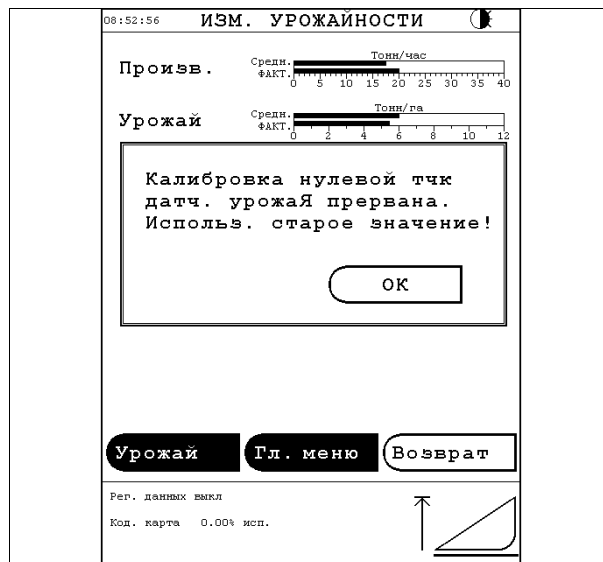 08:52:56 ИЗМ. УРОЖАЙНОСТИ
Тонн/час
Произв. Средн.
ФАКТ.
0 5 10 15 20 25 30 35 40
Тонн/га
Урожай Средн.
ФАКТ.
0 2 4 6 8 10 12
Калибровка нулевой тчк
датч. урожаЯ прервана.
Использ. старое значение!
ОК
Урожай Гл. меню Возврат
Рег. данных выкл
Код. карта 0.00% исп.